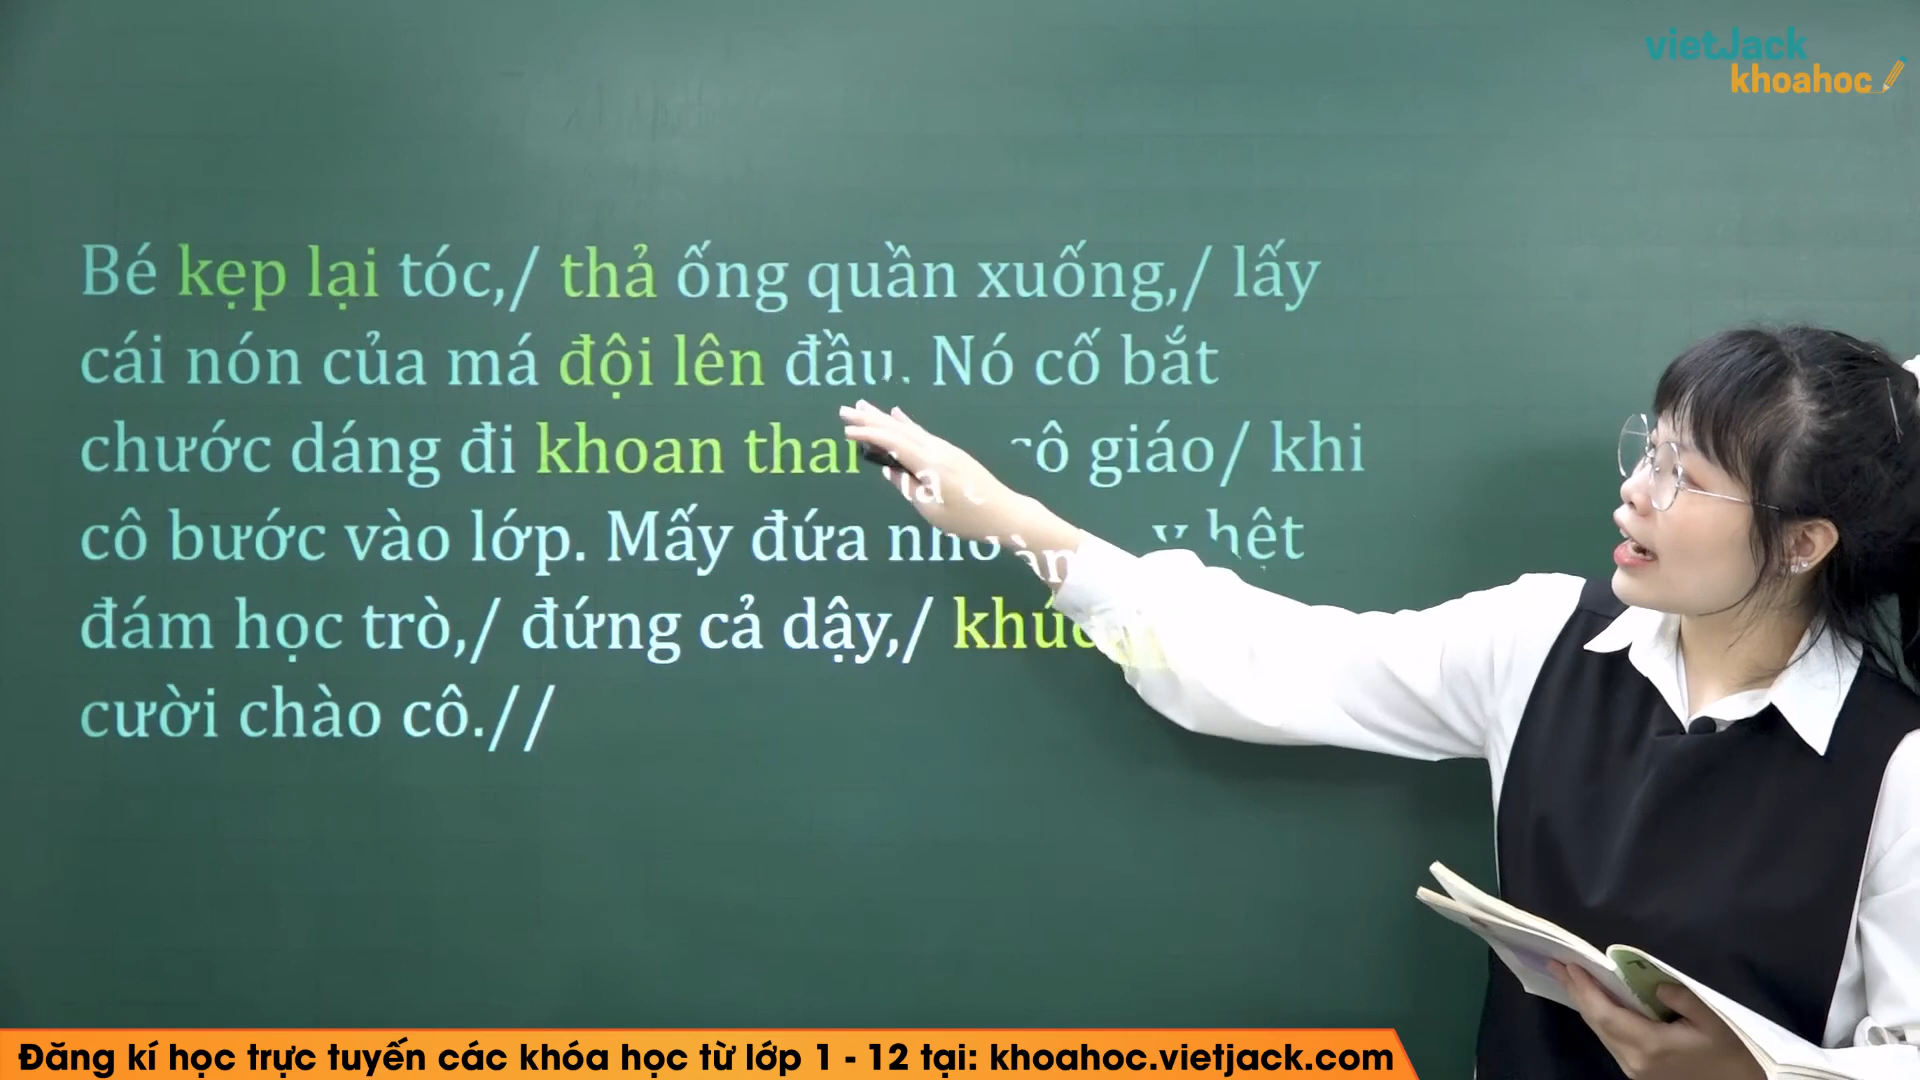 vietJack
khoahoc
Bé kẹp lại tóc,/ thả ống quần xuống,/ lấy
cái nón của má đội lên đầu. Nó cố bắt
chước dáng đi khoan thai cô giáo/ khi
cô bước vào lớp. Mấy đứa nhỏ hệt
đám học trò,/ đứng cả dậy,/
cười chào cô.//
Đăng kí học trực tuyến các khóa học từ lớp 1 - 12 tại: khoahoc.vietjack.com